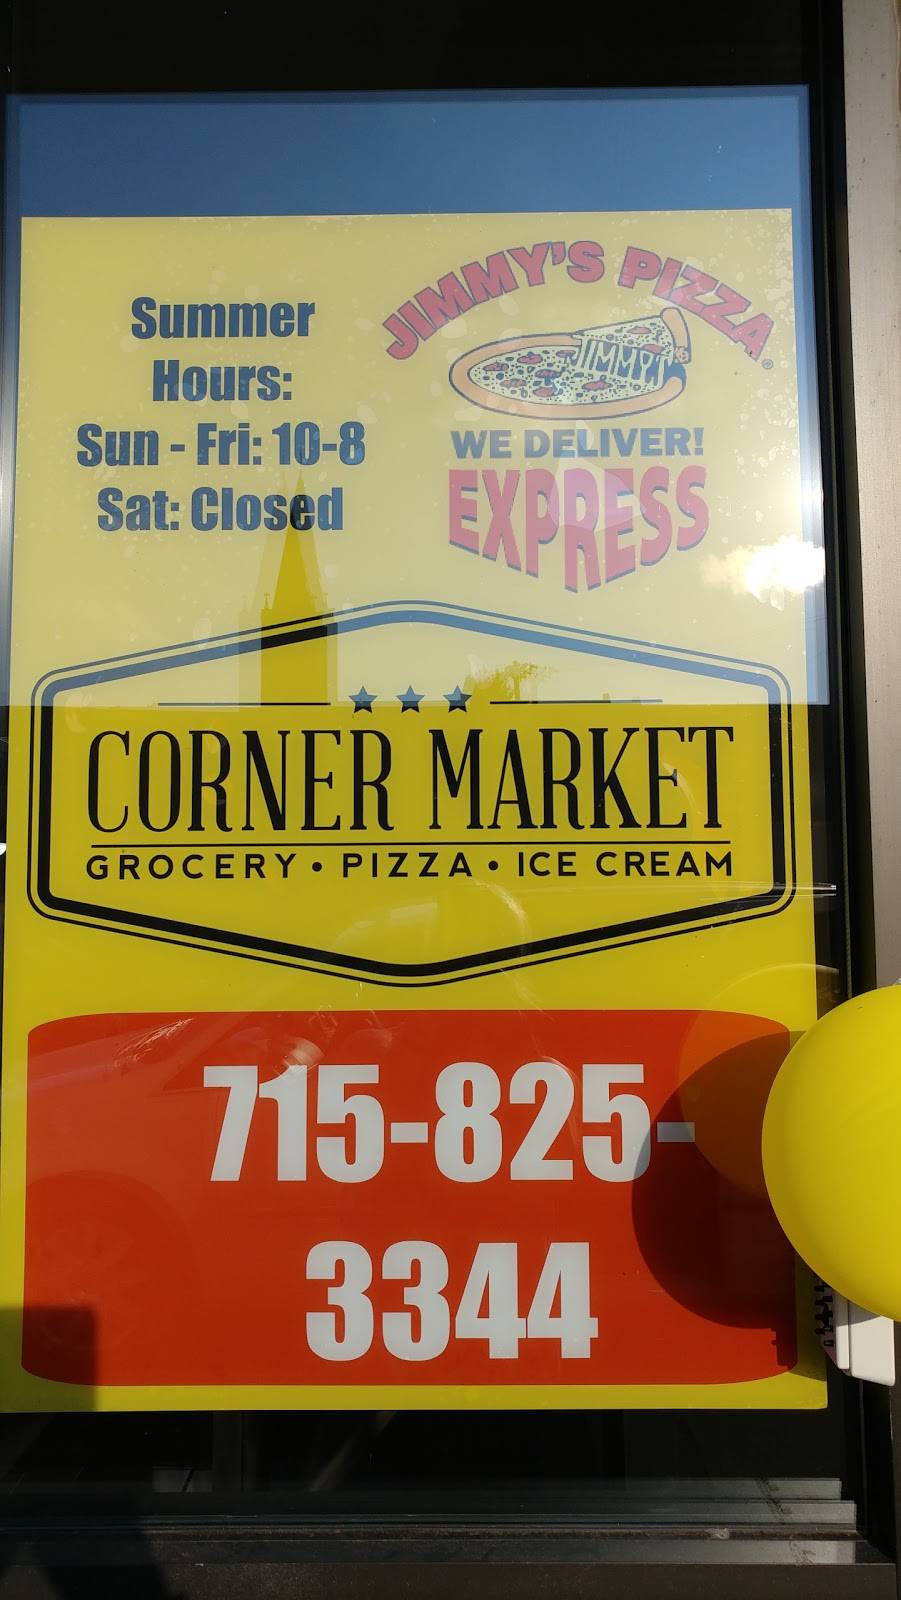 Summer
Hours:
Sun - Fri: 10-8
Sat: Closed
JIMMY'S PIZZA®
JIMMY'S
WE DELIVER!
EXPRESS
CORNER MARKET
GROCERY • PIZZA • ICE CREAM
715-825-
3344